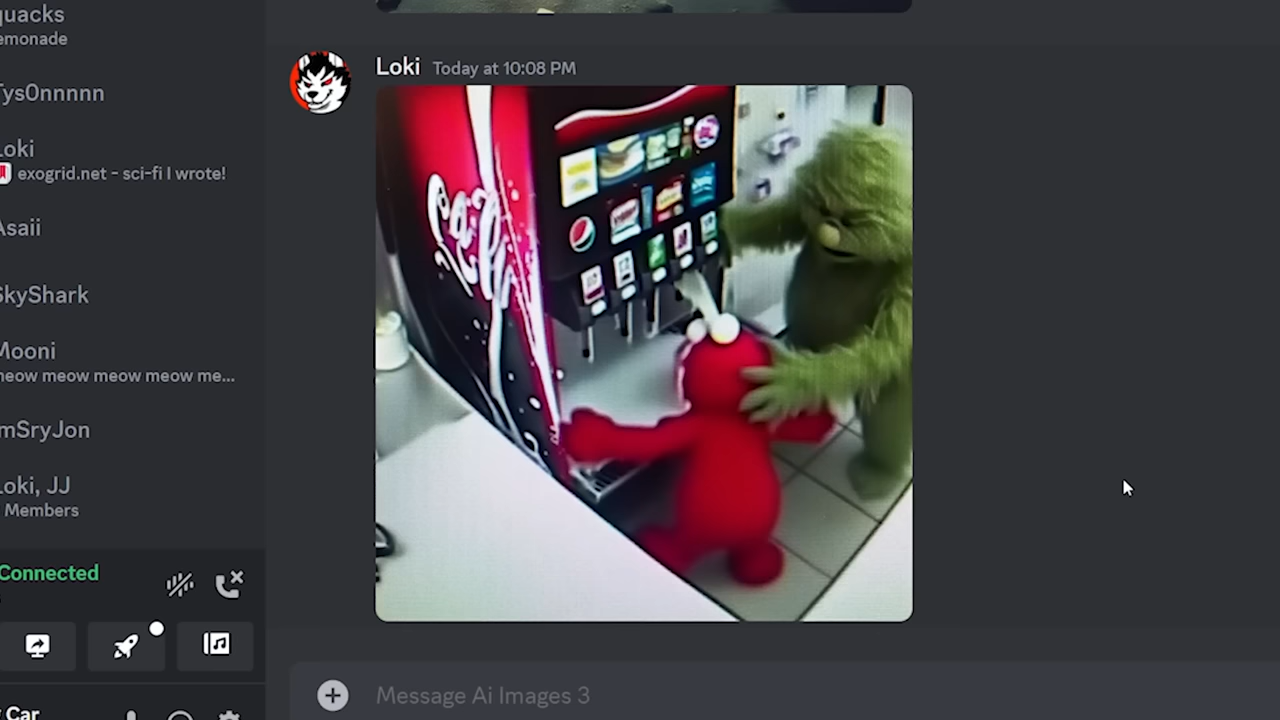 quacks
emonade
Tys0nnnnn
Loki
exogrid.net - sci-fi I wrote!
Asaii
SkyShark
Mooni
neow meow meow meow me...
mSryJon
Loki, JJ
Members
Connected
Car
Loki Today at 10:08 PM
Message Ai Images 3